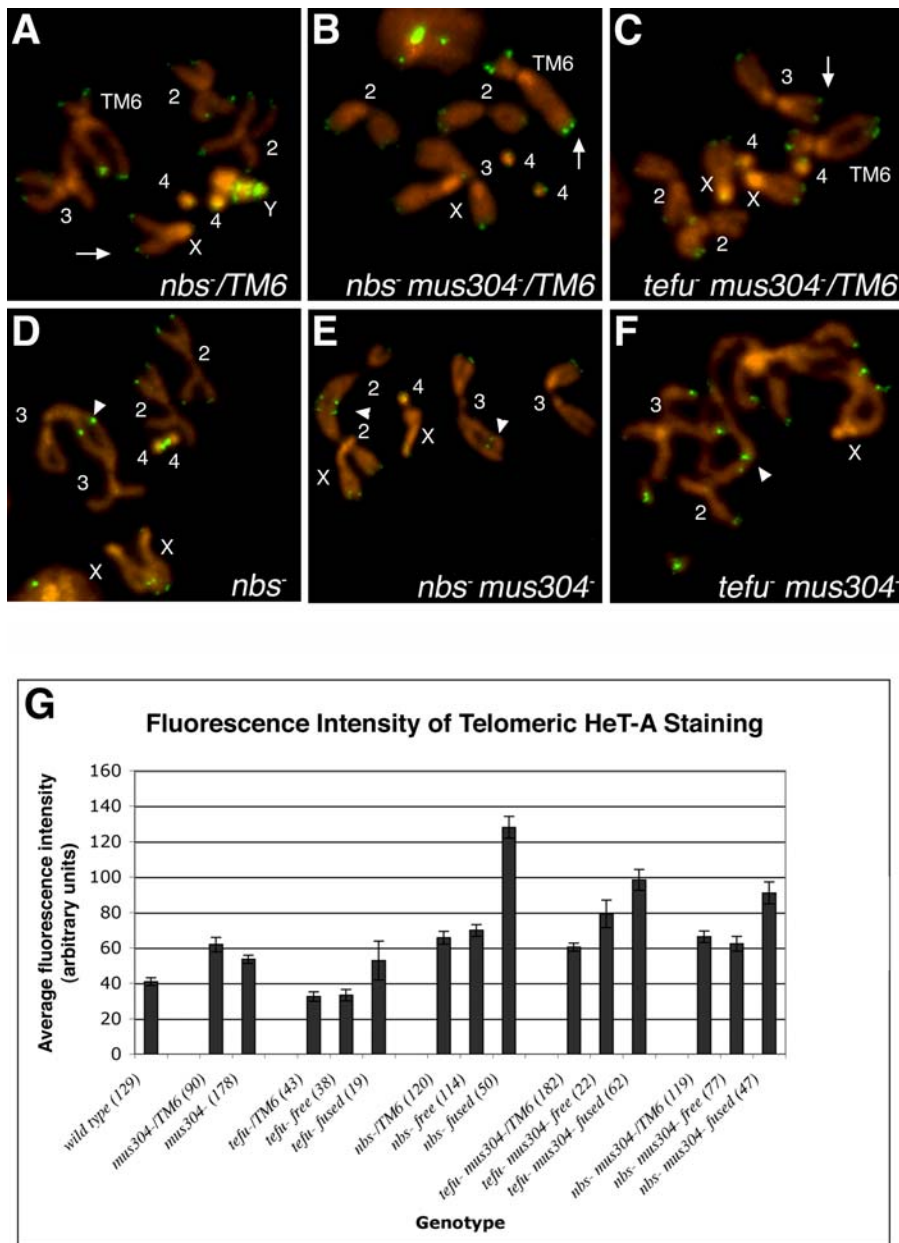 A
TM6
2
2
3
4
4
Y
X
nbs-/TM6
B
TM6
2
2
3
4
4
X
nbs- mus304-/TM6
C
3
4
4
X
X
TM6
2
2
tefu- mus304-/TM6
D
2
3
2
4
4
3
X
X
nbs-
E
2
4
3
2
3
X
X
nbs- mus304-
F
3
X
2
tefu- mus304-
G
Fluorescence Intensity of Telomeric HeT-A Staining
Average fluorescence intensity
(arbitrary units)
160
140
120
100
80
60
40
20
0
wild type (129)
mus304-/TM6 (90)
mus304- (178)
tefu-/TM6 (43)
tefu- free (38)
tefu- fused (19)
nbs-/TM6 (120)
nbs- free (114)
nbs- fused (50)
tefu- mus304-/TM6 (182)
tefu- mus304- free (22)
tefu- mus304- fused (62)
nbs- mus304-/TM6 (119)
nbs- mus304- free (77)
nbs- mus304- fused (47)
Genotype